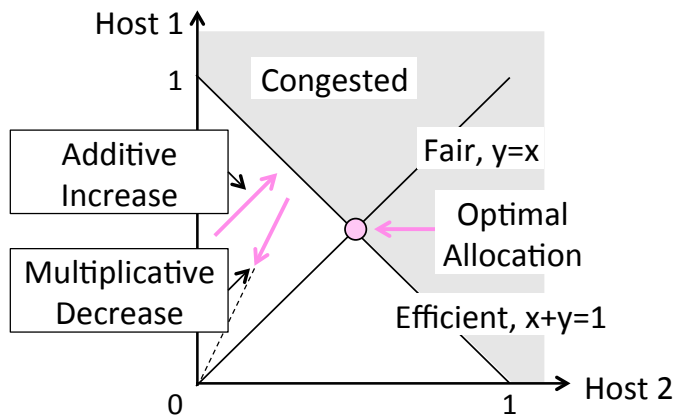 Host 1
1
Congested
Additive
Increase
Fair, y=x
Optimal
Allocation
Multiplicative
Decrease
Efficient, x+y=1
0
1
Host 2